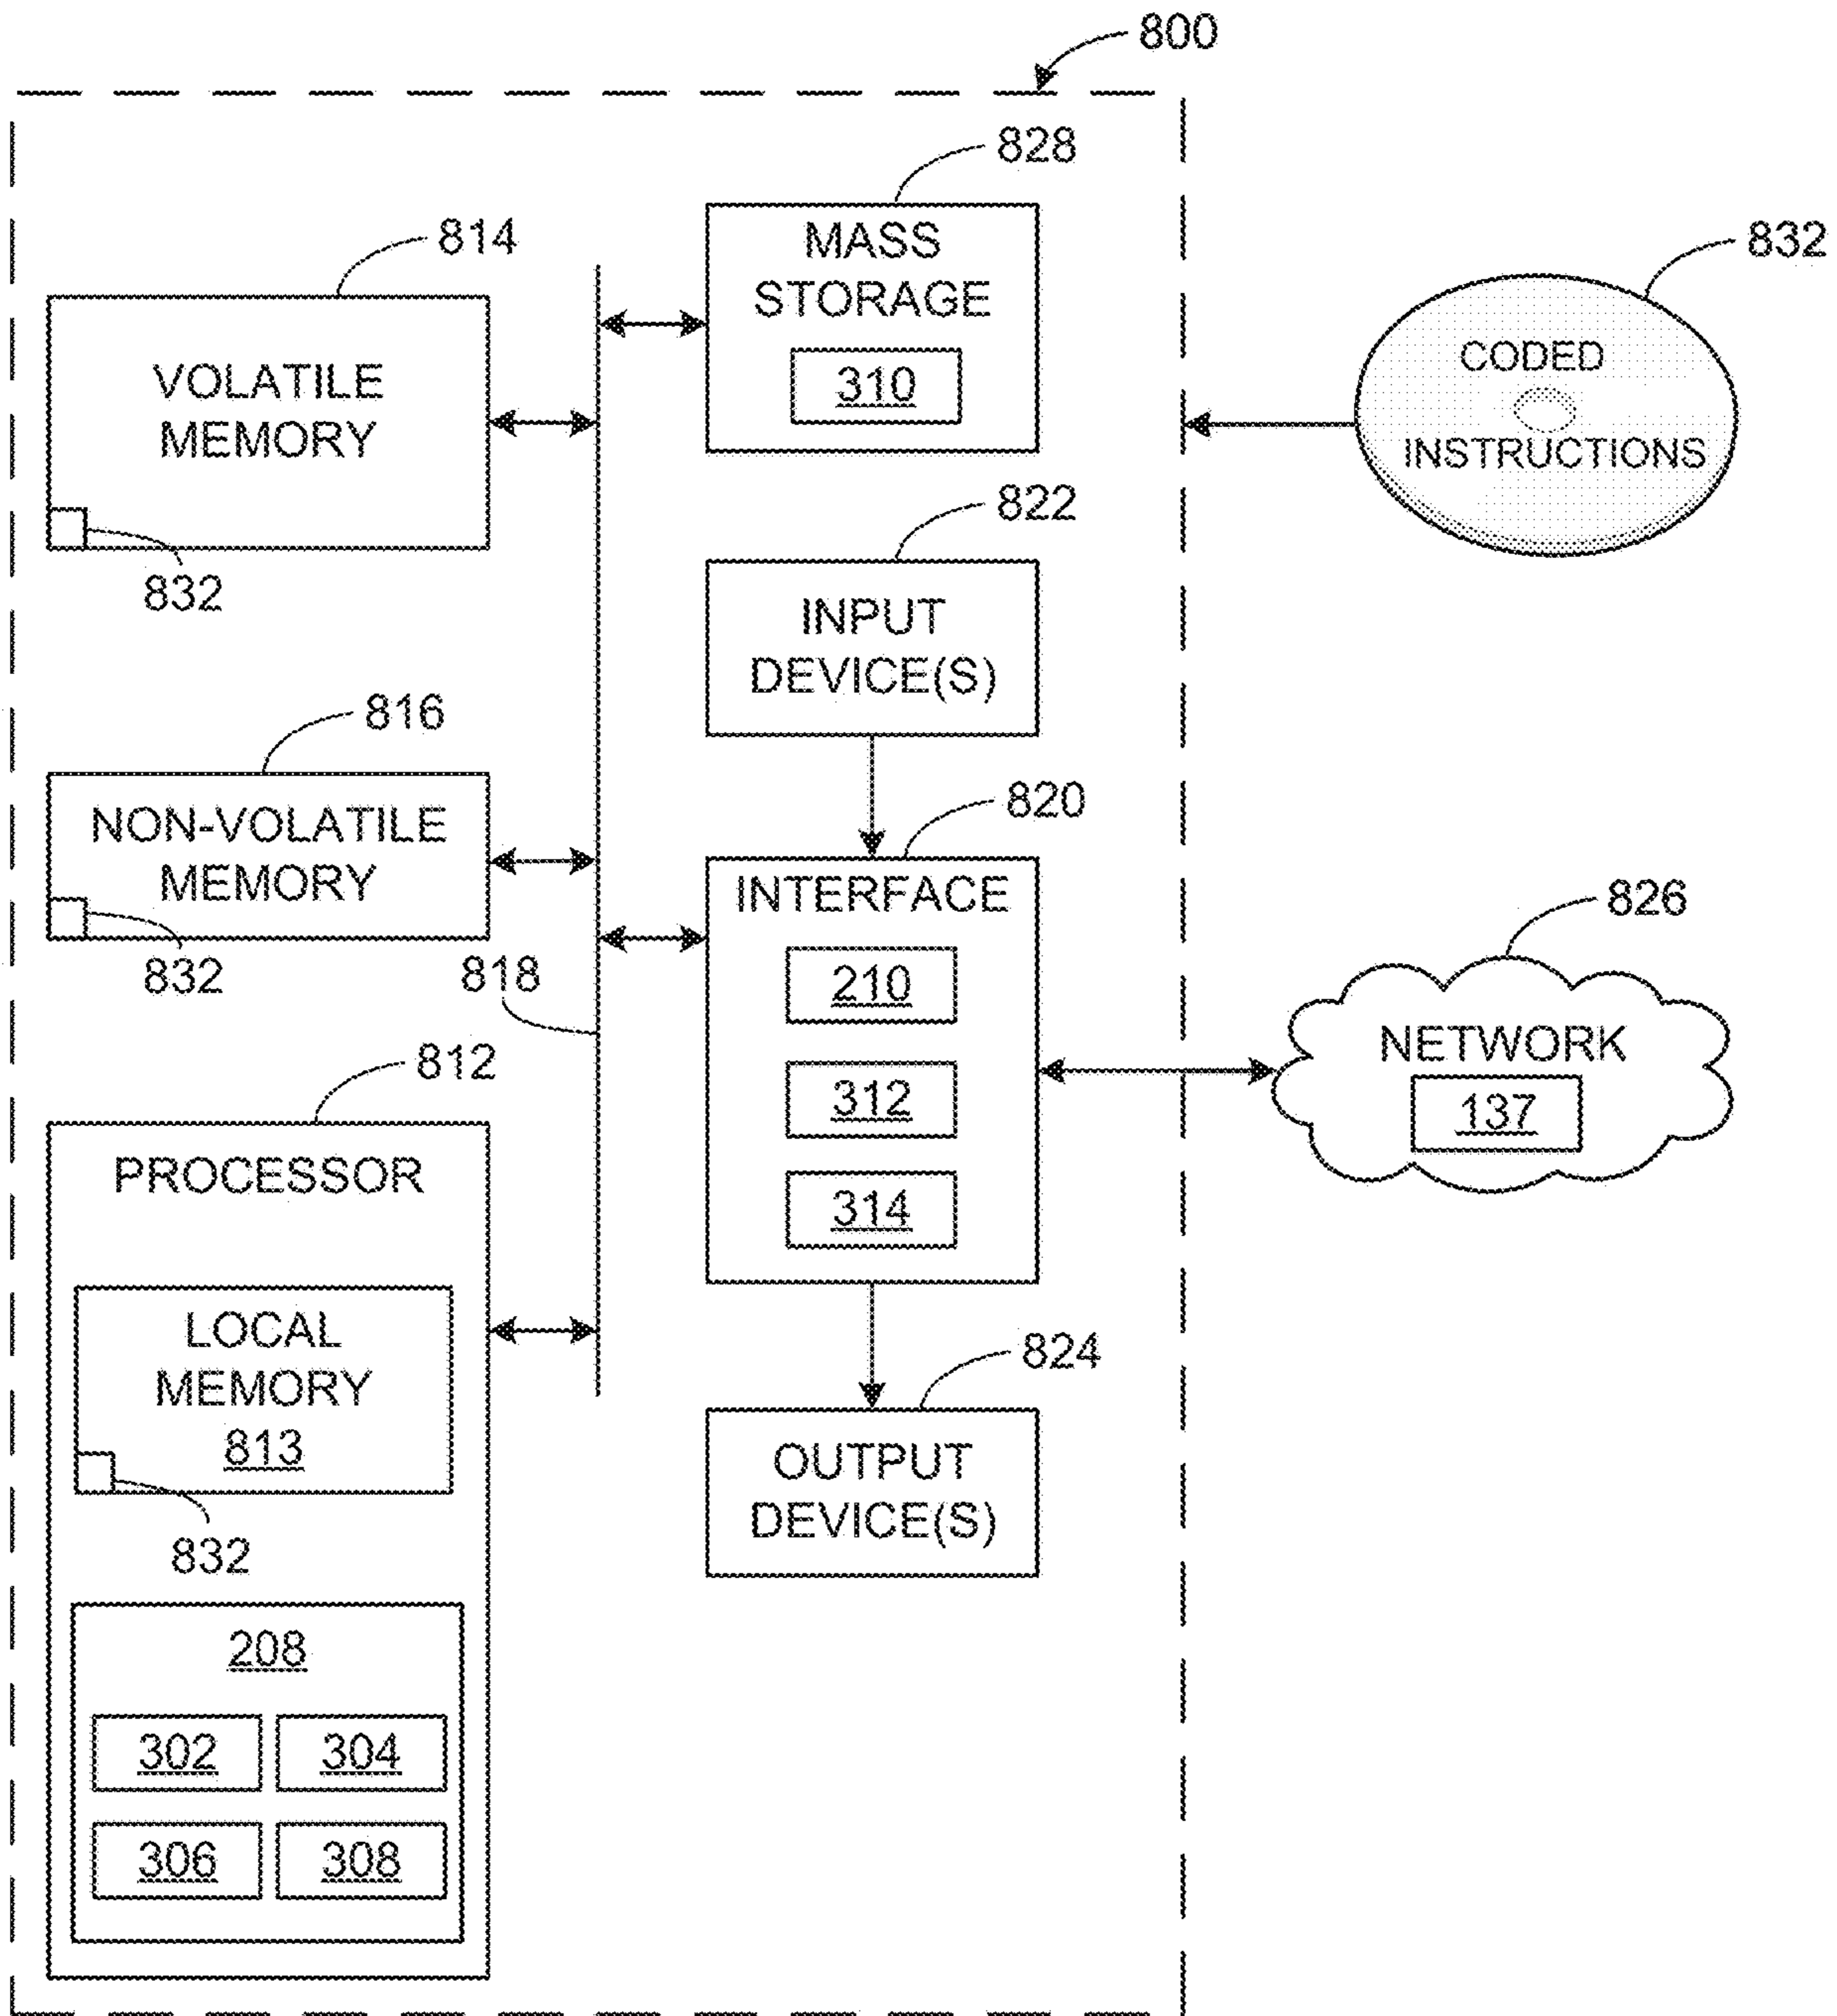 800
828
MASS
STORAGE
310
814
VOLATILE
MEMORY
832
832
CODED
INSTRUCTIONS
822
INPUT
DEVICE(S)
816
NON-VOLATILE
MEMORY
832
818
820
INTERFACE
210
312
314
826
NETWORK
137
812
PROCESSOR
LOCAL
MEMORY
813
832
208
302
304
306
308
824
OUTPUT
DEVICE(S)